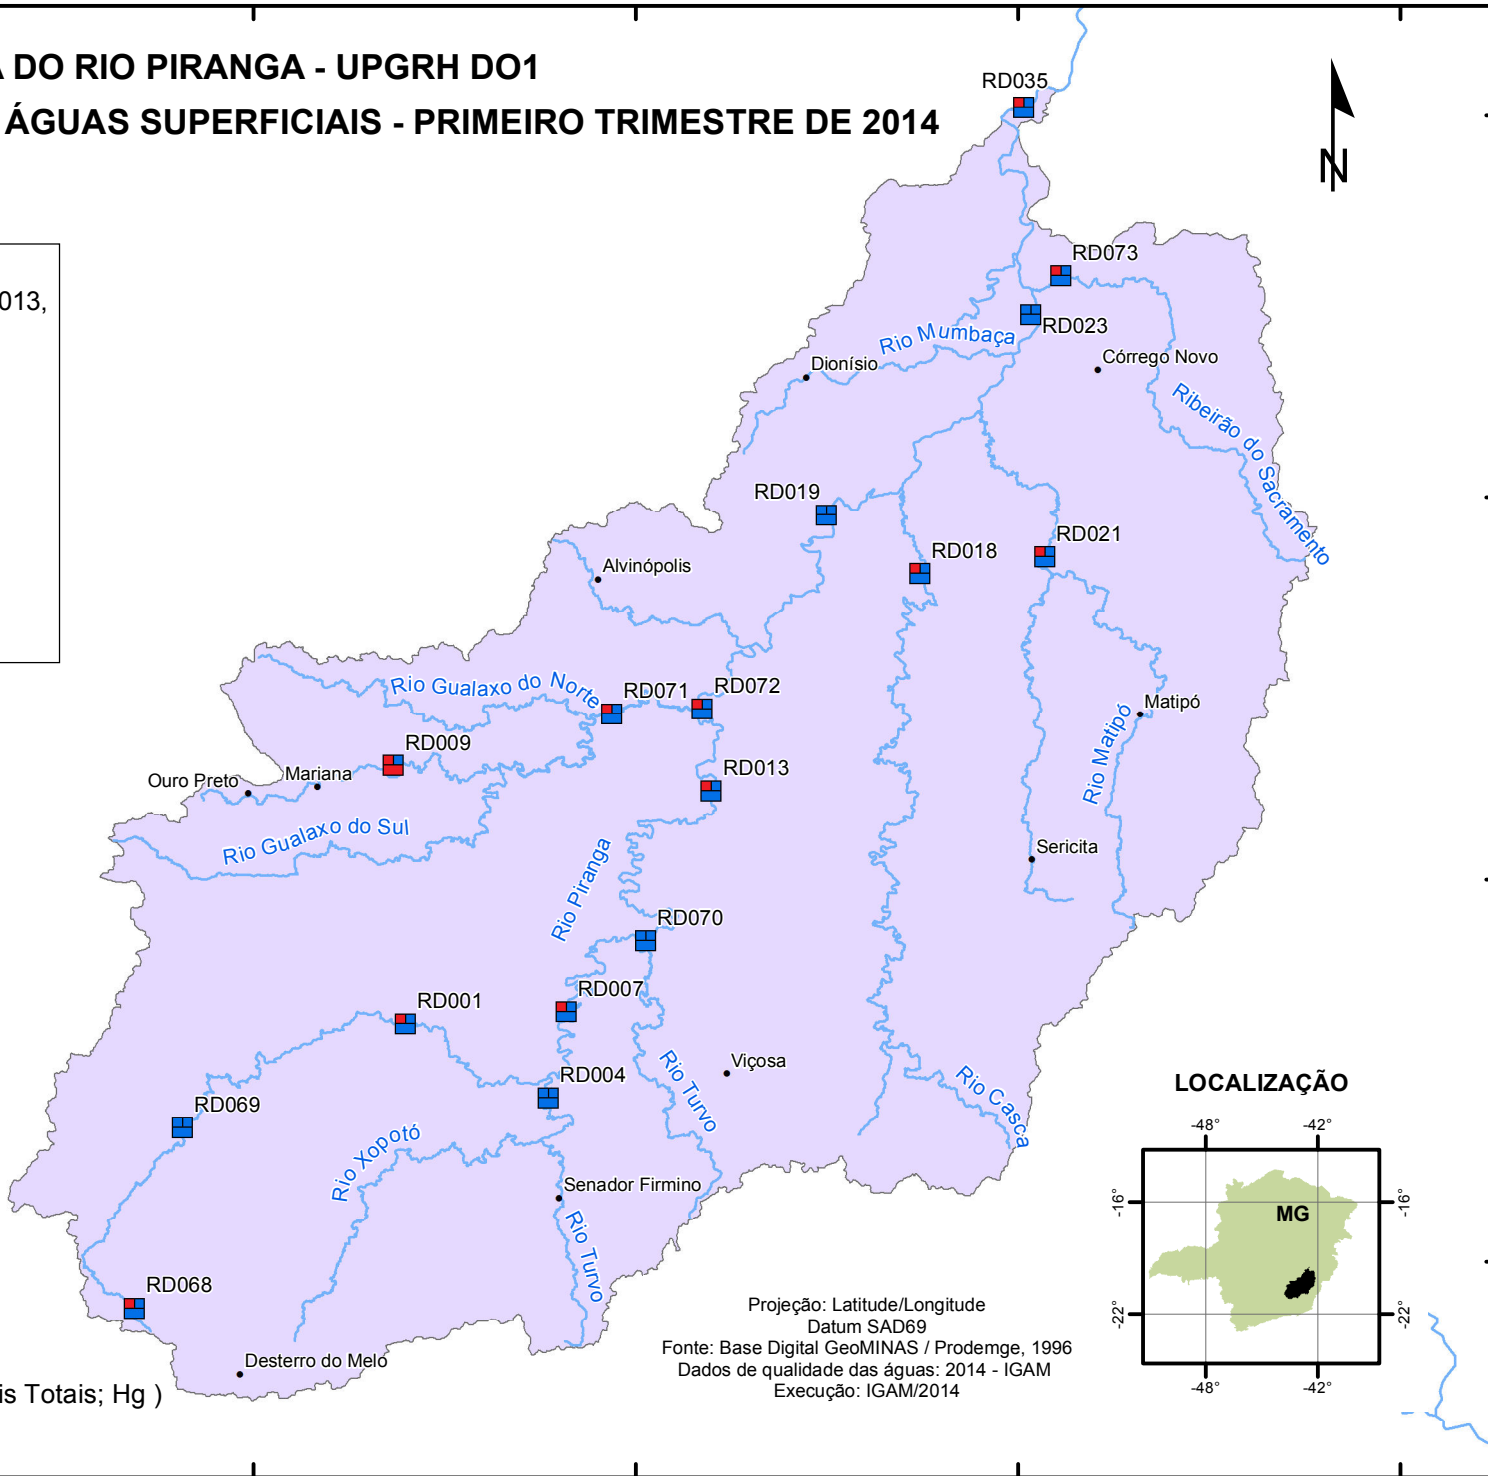 A DO RIO PIRANGA - UPGRH DO1
ÁGUAS SUPERFICIAIS - PRIMEIRO TRIMESTRE DE 2014
RD035
N
RD073
013,
RD023
Rio Mumbaça
Córrego Novo
Dionísio
Ribeirão do Sacramento
RD019
RD021
RD018
Alvinópolis
Rio Gualaxo do Norte
RD071
RD072
Matipó
RD009
Rio Matipó
RD013
Ouro Preto
Mariana
Rio Gualaxo do Sul
Sericita
Rio Piranga
RD070
RD007
RD001
Viçosa
RD004
Rio Turvo
Rio Casca
LOCALIZAÇÃO
RD069
-48°
-42°
Rio Xopotó
Senador Firmino
-16°
-16°
MG
Rio Turvo
RD068
-22°
-22°
Projeção: Latitude/Longitude
Datum SAD69
Fonte: Base Digital GeoMINAS / Prodemge, 1996
Dados de qualidade das águas: 2014 - IGAM
Execução: IGAM/2014
-48°
-42°
Desterro do Melo
is Totais; Hg )